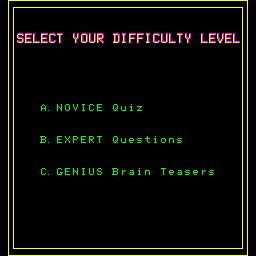 SELECT YOUR DIFFICULTY LEVEL
A. NOVICE Quiz
B. EXPERT Questions
C. GENIUS Brain Teasers